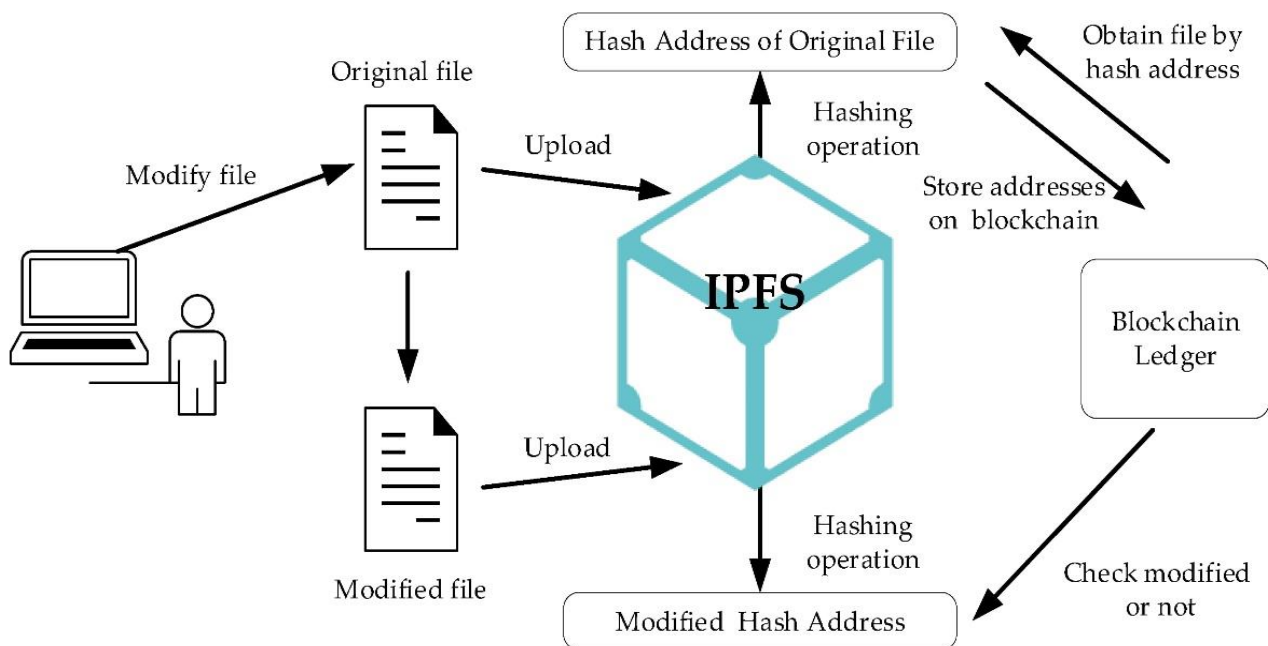 Hash Address of Original File
Obtain file by
hash address
Original file
Hashing
operation
Upload
Modify file
Store addresses
on blockchain
IPFS
Blockchain
Ledger
Upload
Hashing
operation
Modified file
Check modified
or not
Modified Hash Address